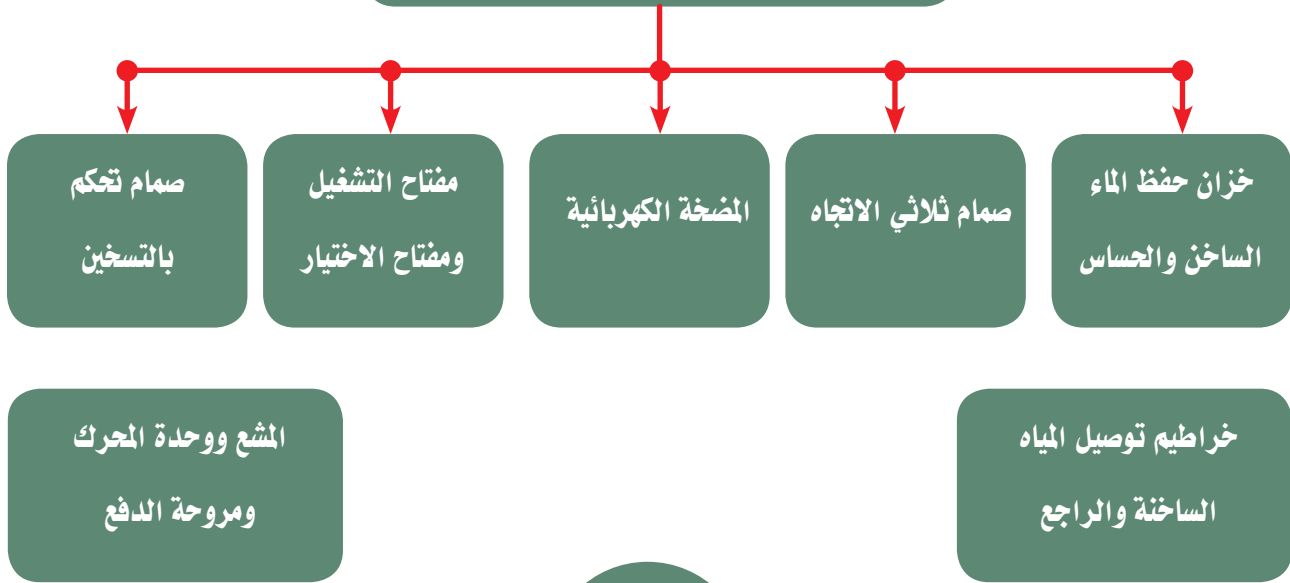 خزان حفظ الماء
الساخن والحساس
صمام ثلاثي الاتجاه
المضخة الكهربائية
مفتاح التشغيل
ومفتاح الاختيار
صمام تحكم
بالتسخين
خراطيم توصيل المياه
الساخنة والراجع
المشع ووحدة المحرك
ومروحة الدفع